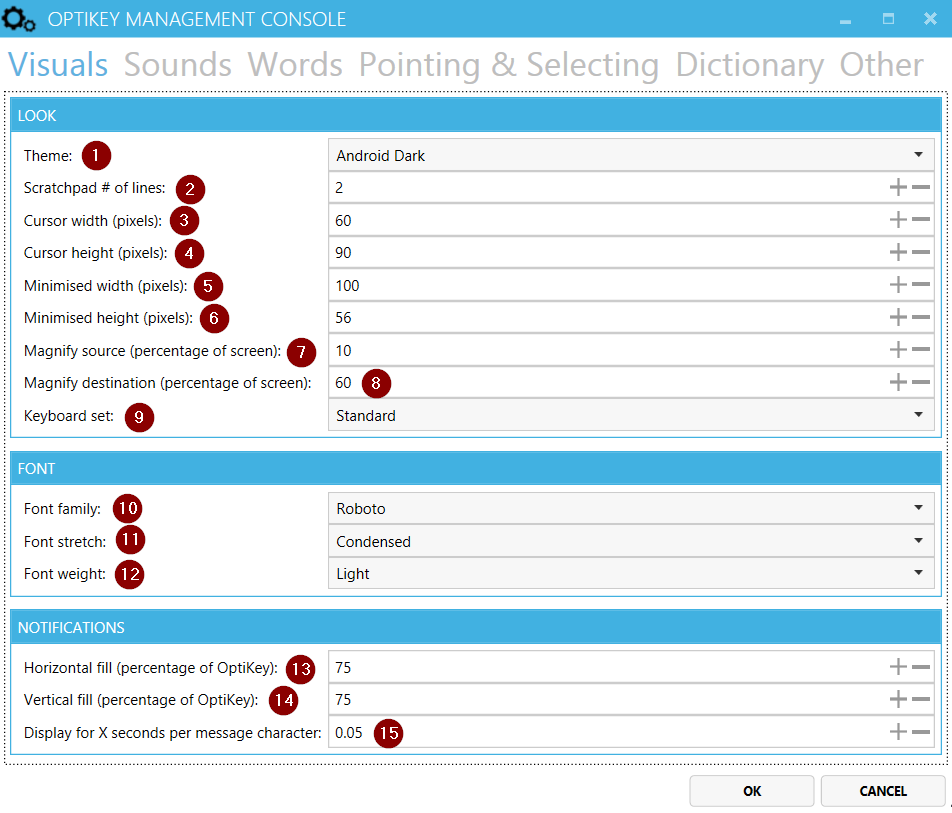 OPTIKEY MANAGEMENT CONSOLE
Visuals Sounds Words Pointing & Selecting Dictionary Other
LOOK
Theme: 1 Android Dark
Scratchpad # of lines: 2 2
Cursor width (pixels): 3 60
Cursor height (pixels): 4 90
Minimised width (pixels): 5 100
Minimised height (pixels): 6 56
Magnify source (percentage of screen): 7 10
Magnify destination (percentage of screen): 60 8
Keyboard set: 9 Standard
FONT
Font family: 10 Roboto
Font stretch: 11 Condensed
Font weight: 12 Light
NOTIFICATIONS
Horizontal fill (percentage of OptiKey): 13 75
Vertical fill (percentage of OptiKey): 14 75
Display for X seconds per message character: 0.05 15
OK CANCEL